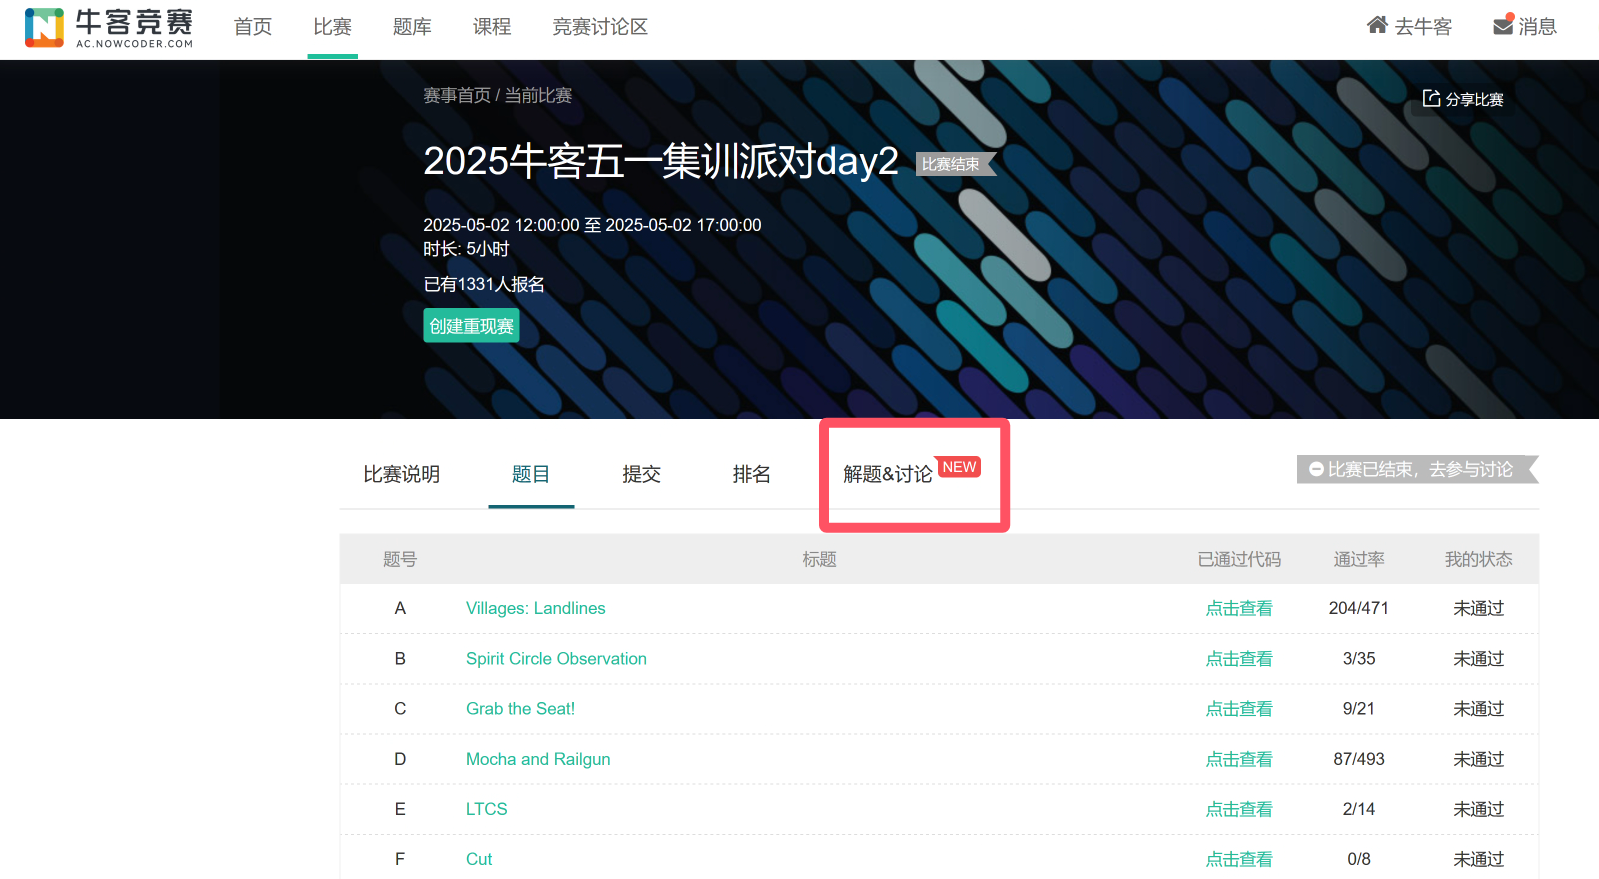 牛客竞赛
AC.NOWCODER.COM
首页
比赛
题库
课程
竞赛讨论区
去牛客
消息
赛事首页 / 当前比赛
分享比赛
2025牛客五一集训派对day2
比赛结束
2025-05-02 12:00:00 至 2025-05-02 17:00:00
时长: 5小时
已有1331人报名
创建重现赛
比赛说明
题目
提交
排名
解题&讨论
NEW
比赛已结束，去参与讨论
题号 标题 已通过代码 通过率 我的状态
A Villages: Landlines 点击查看 204/471 未通过
B Spirit Circle Observation 点击查看 3/35 未通过
C Grab the Seat! 点击查看 9/21 未通过
D Mocha and Railgun 点击查看 87/493 未通过
E LTCS 点击查看 2/14 未通过
F Cut 点击查看 0/8 未通过